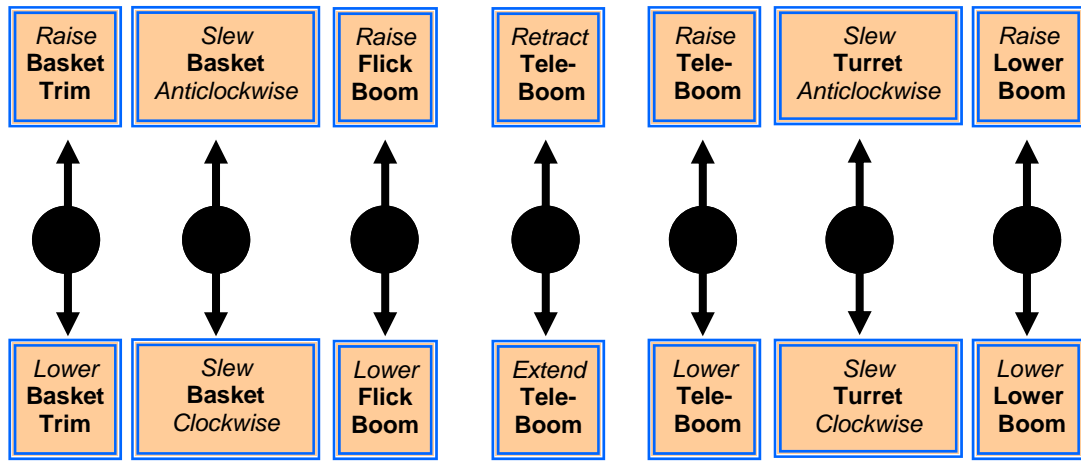 Raise
Basket
Trim
Slew
Basket
Anticlockwise
Raise
Flick
Boom
Retract
Tele-
Boom
Raise
Tele-
Boom
Slew
Turret
Anticlockwise
Raise
Lower
Boom
Lower
Basket
Trim
Slew
Basket
Clockwise
Lower
Flick
Boom
Extend
Tele-
Boom
Lower
Tele-
Boom
Slew
Turret
Clockwise
Lower
Lower
Boom